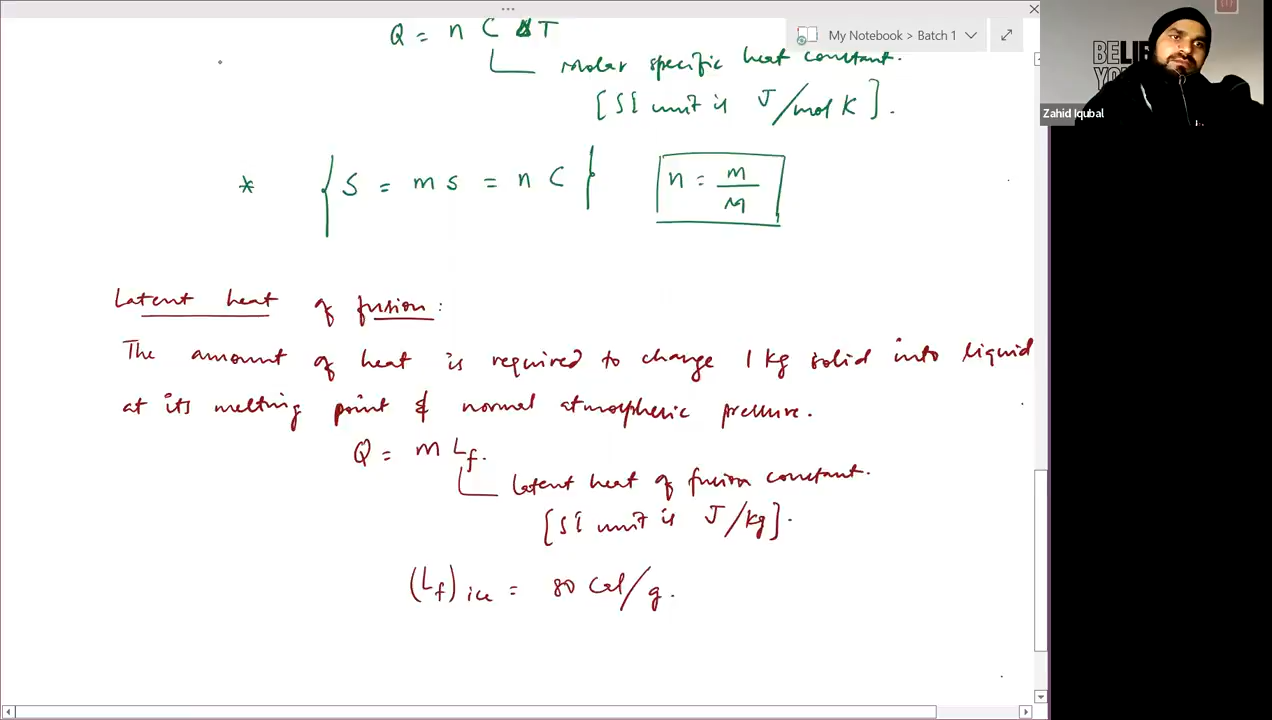 Q = n C ΔT
My Notebook > Batch 1
molar specific heat constant.
[SI unit is J/mol K].
* { S = ms = n C } n = m/M
Latent heat of fusion:
The amount of heat is required to change 1 kg solid into liquid
at its melting point & normal atmospheric pressure.
Q = m Lf.
Latent heat of fusion constant.
[SI unit is J/kg].
(Lf) ice = 80 Cal/g.
Zahid Iqubal